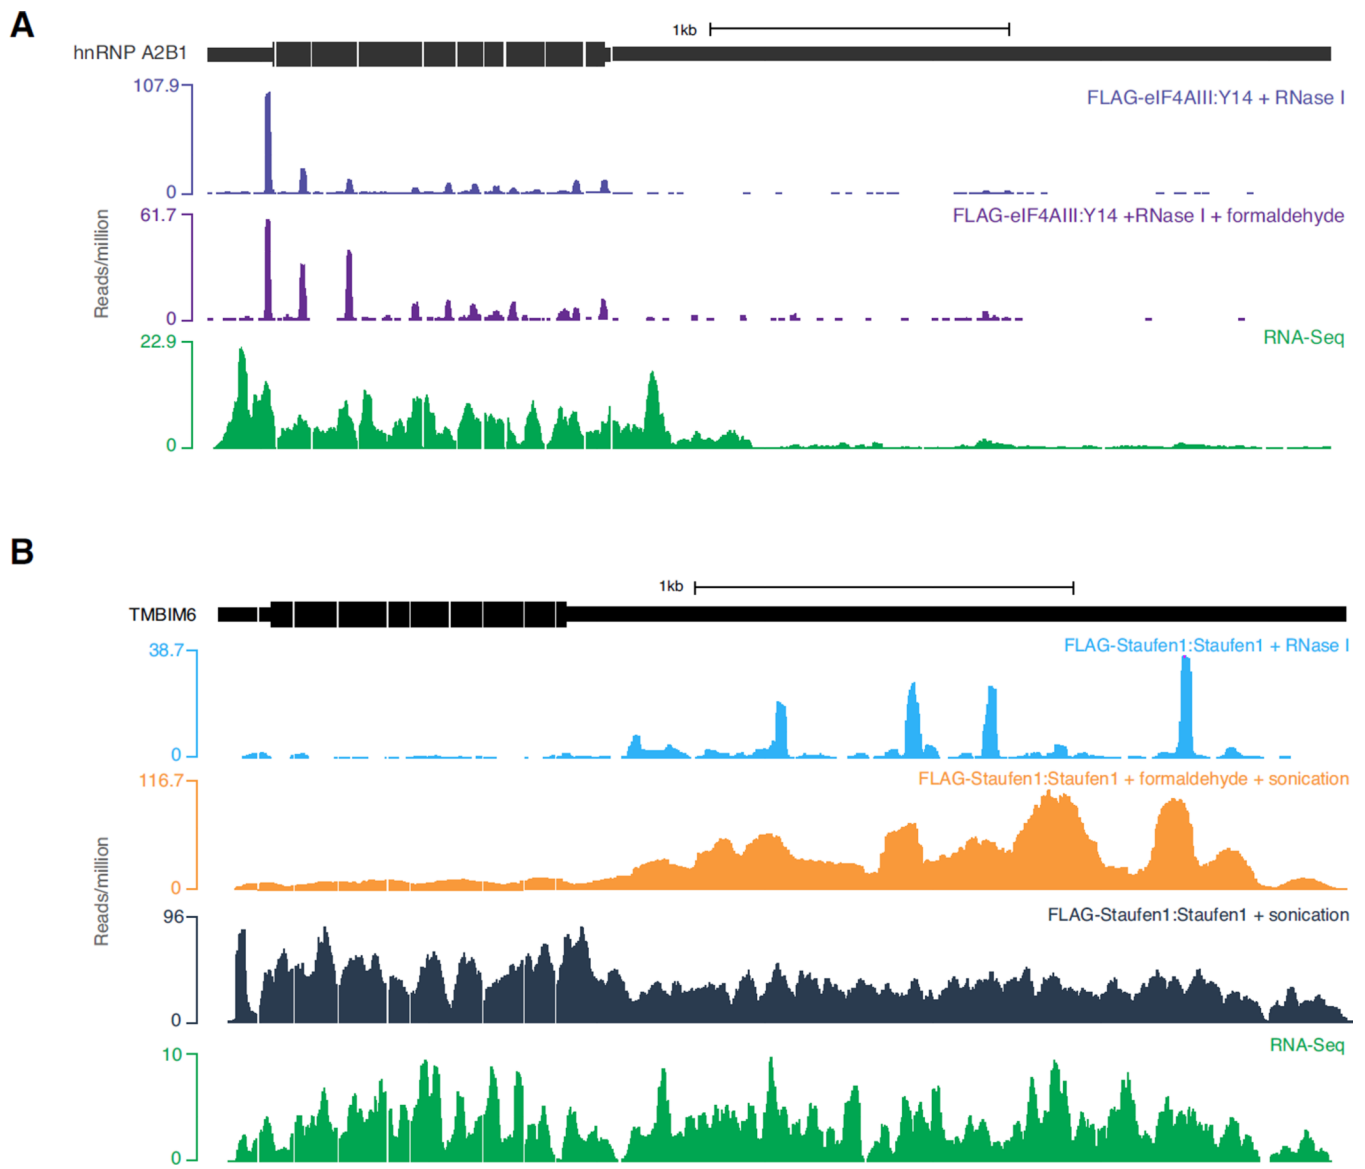 A
1kb
hnRNP A2B1
107.9
FLAG-eIF4AIII:Y14 + RNase I
0
61.7
FLAG-eIF4AIII:Y14 +RNase I + formaldehyde
Reads/million
0
22.9
RNA-Seq
0
B
1kb
TMBIM6
38.7
FLAG-Staufen1:Staufen1 + RNase I
0
116.7
FLAG-Staufen1:Staufen1 + formaldehyde + sonication
Reads/million
0
96
FLAG-Staufen1:Staufen1 + sonication
0
10
RNA-Seq
0